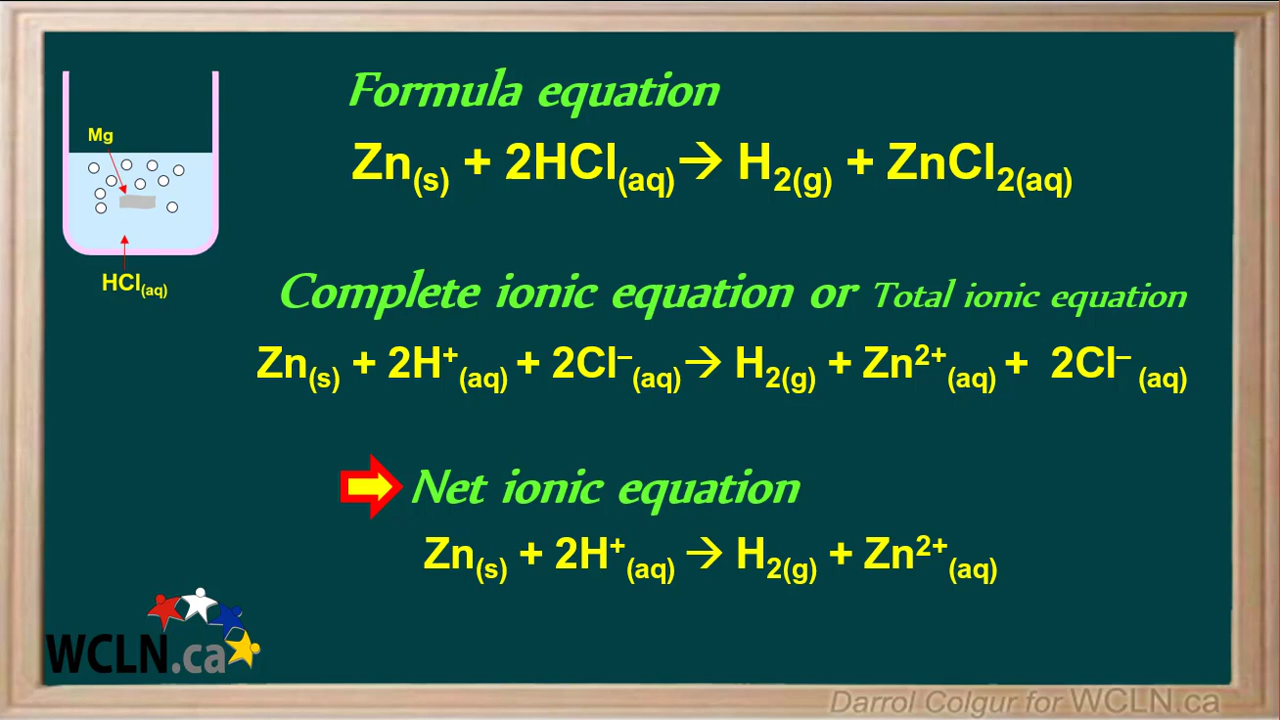 Formula equation
Mg
Zn(s) + 2HCl(aq) → H2(g) + ZnCl2(aq)
HCl(aq)
Complete ionic equation or Total ionic equation
Zn(s) + 2H+(aq) + 2Cl–(aq) → H2(g) + Zn2+(aq) + 2Cl–(aq)
Net ionic equation
Zn(s) + 2H+(aq) → H2(g) + Zn2+(aq)
WCLN.ca
Darrol Colgur for WCLN.ca